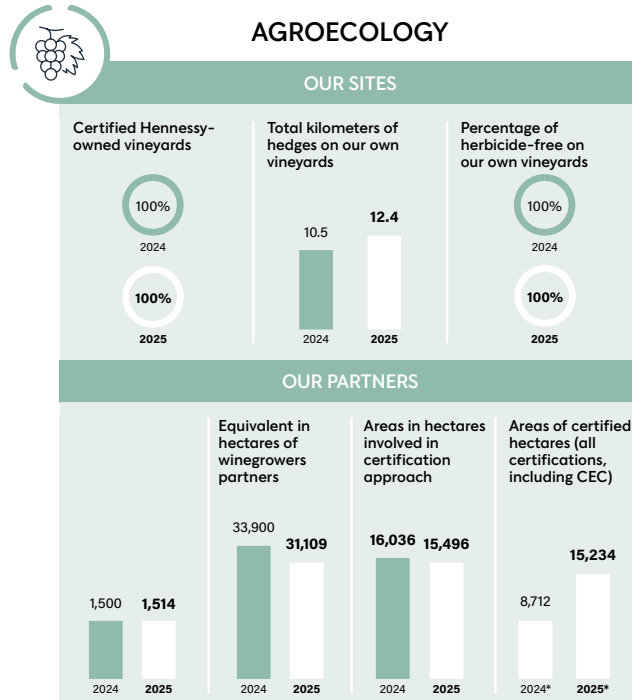 AGROECOLOGY
OUR SITES
Certified Hennessy-
owned vineyards
100%
2024
100%
2025
Total kilometers of
hedges on our own
vineyards
10.5
12.4
2024
2025
Percentage of
herbicide-free on
our own vineyards
100%
2024
100%
2025
OUR PARTNERS
1,500
1,514
2024
2025
Equivalent in
hectares of
winegrowers
partners
33,900
31,109
2024
2025
Areas in hectares
involved in
certification
approach
16,036
15,496
2024
2025
Areas of certified
hectares (all
certifications,
including CEC)
8,712
15,234
2024*
2025*